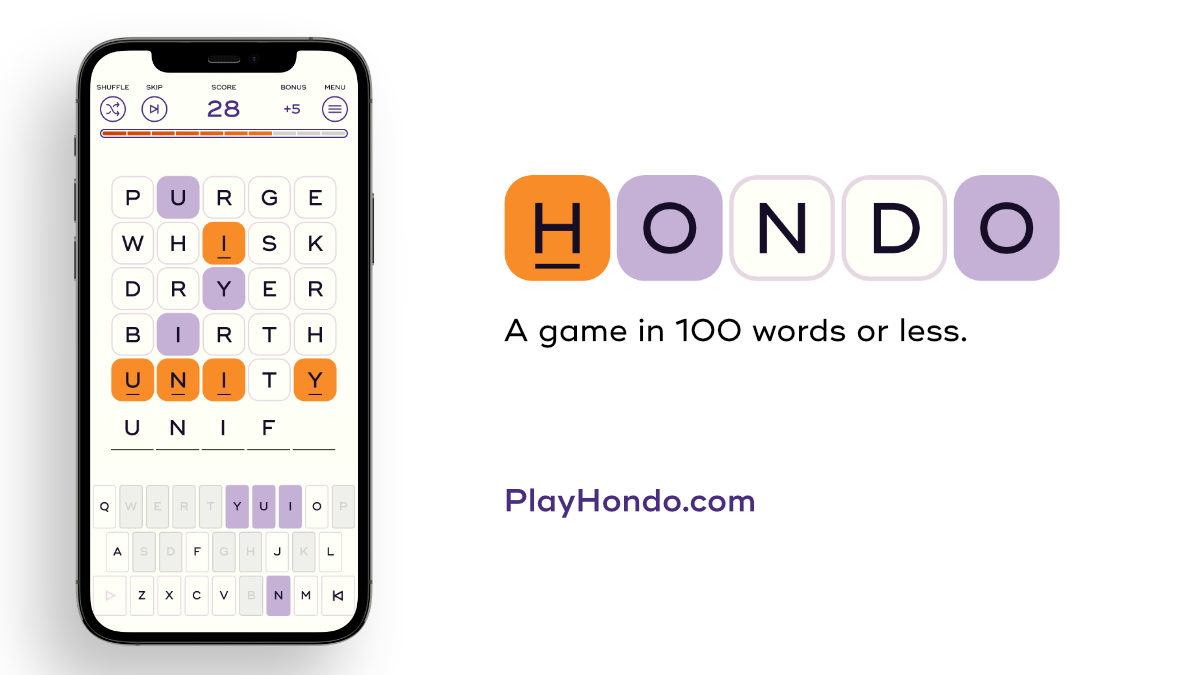 SHUFFLE SKIP SCORE BONUS MENU
28 +5
P U R G E
W H I S K
D R Y E R
B I R T H
U N I T Y
U N I F
Q W E R T Y U I O P
A S D F G H J K L
Z X C V B N M
HONDO
A game in 100 words or less.
PlayHondo.com